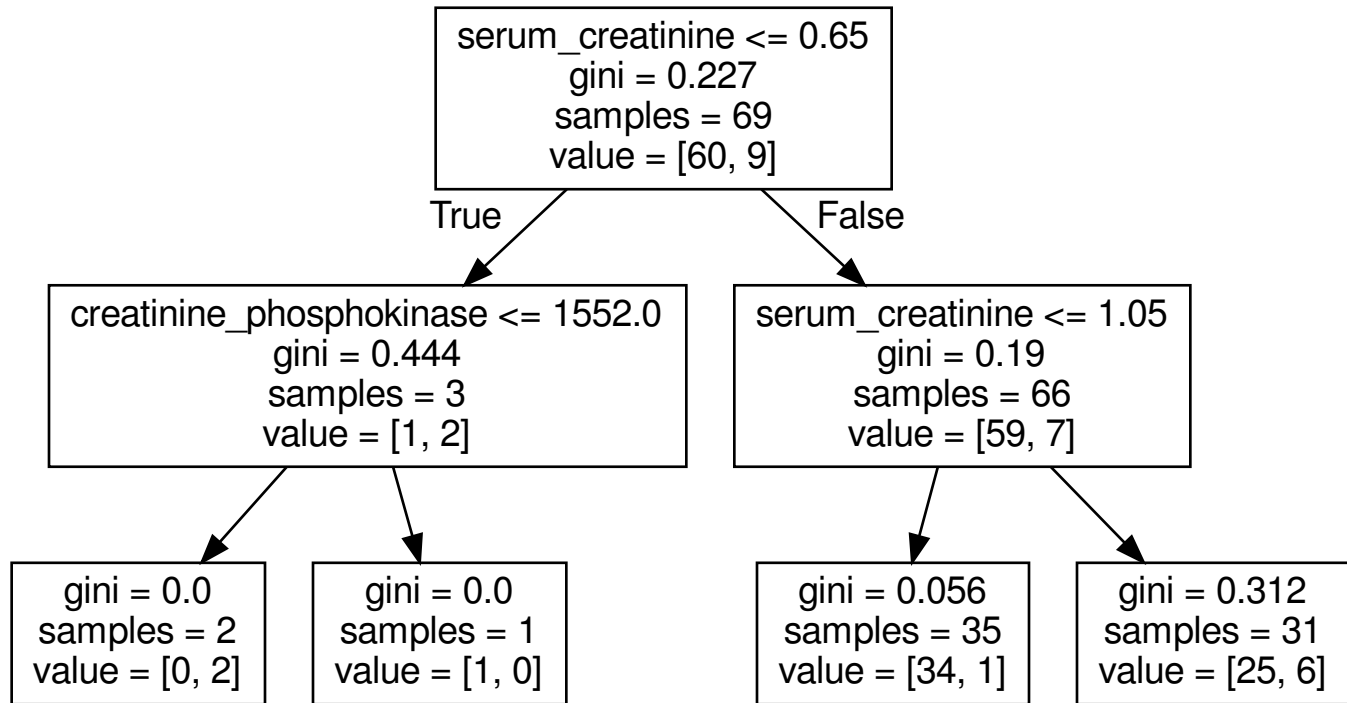 serum_creatinine <= 0.65
gini = 0.227
samples = 69
value = [60, 9]
True
False
creatinine_phosphokinase <= 1552.0
gini = 0.444
samples = 3
value = [1, 2]
serum_creatinine <= 1.05
gini = 0.19
samples = 66
value = [59, 7]
gini = 0.0
samples = 2
value = [0, 2]
gini = 0.0
samples = 1
value = [1, 0]
gini = 0.056
samples = 35
value = [34, 1]
gini = 0.312
samples = 31
value = [25, 6]